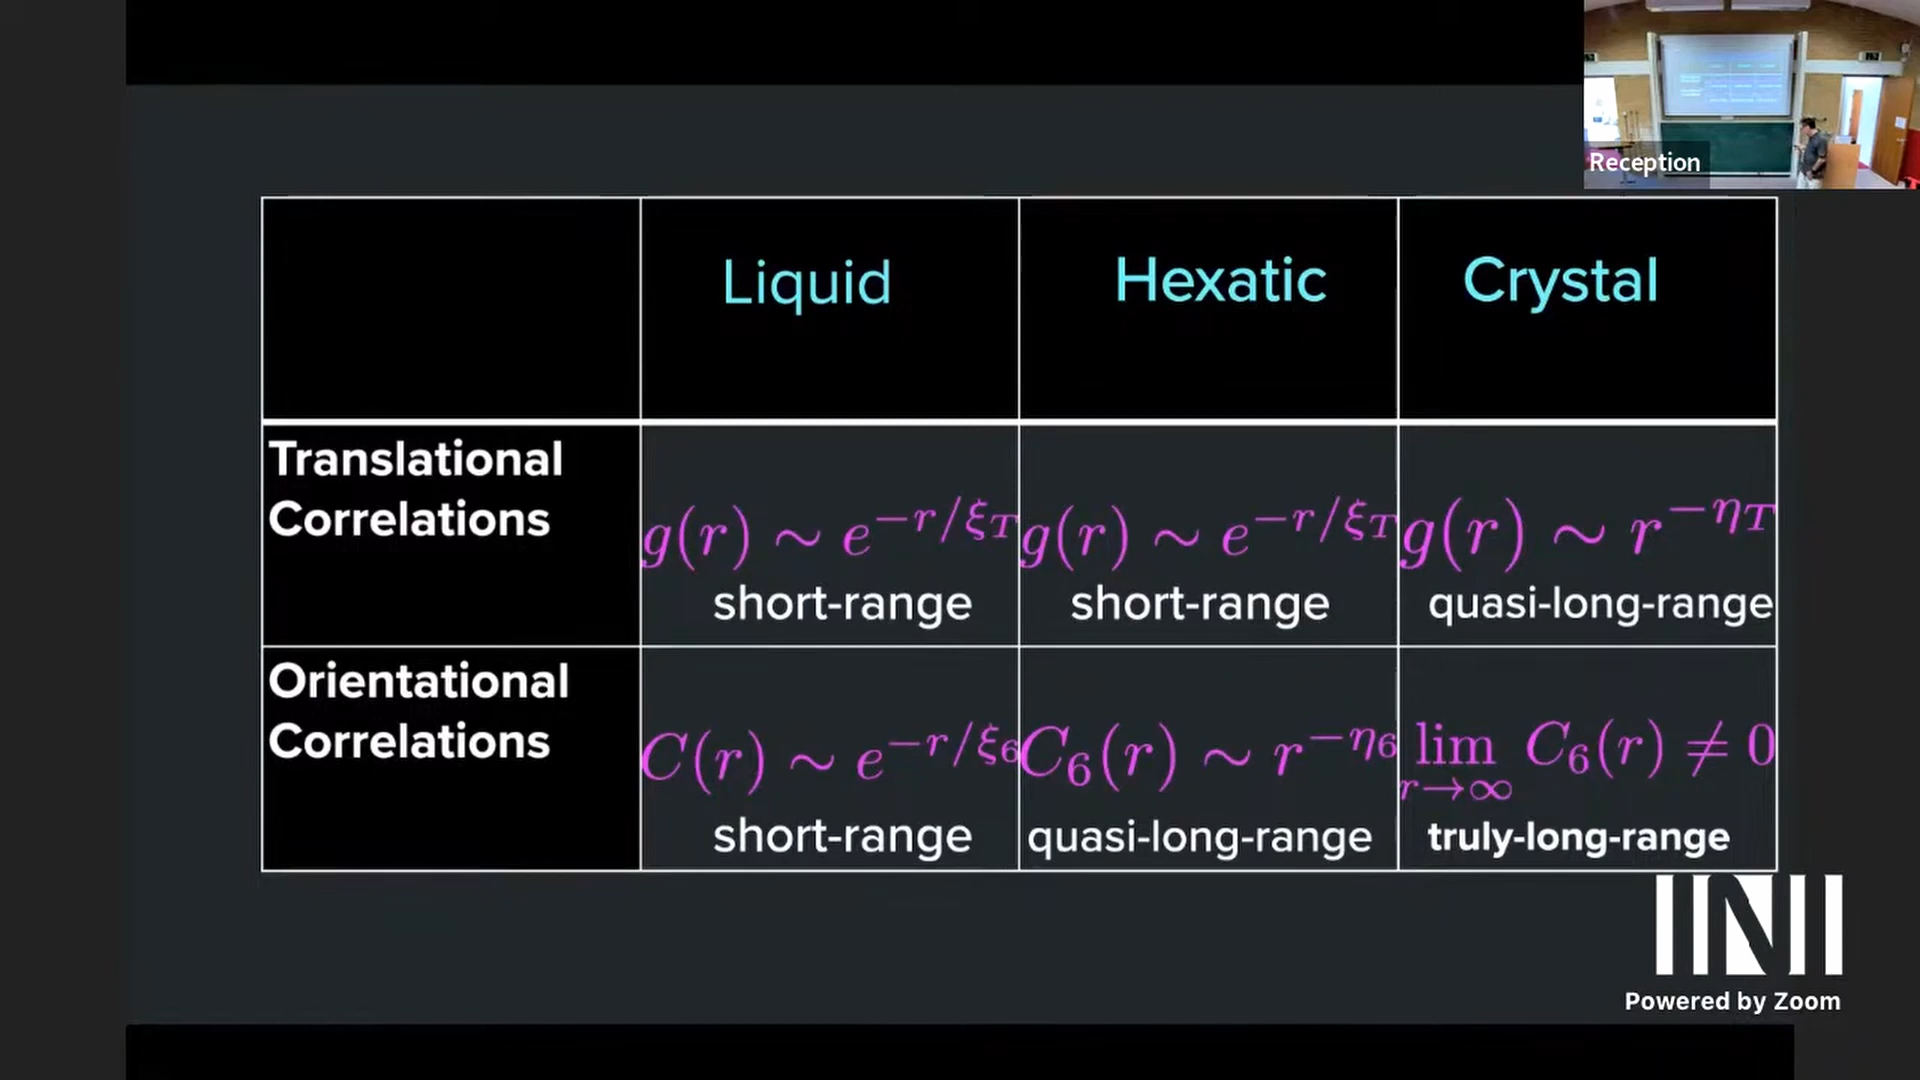 Reception
Liquid
Hexatic
Crystal
Translational
Correlations
g(r) ∼ e^{−r/ξ_T}
short-range
g(r) ∼ e^{−r/ξ_T}
short-range
g(r) ∼ r^{−η_T}
quasi-long-range
Orientational
Correlations
C(r) ∼ e^{−r/ξ_6}
short-range
C_6(r) ∼ r^{−η_6}
quasi-long-range
lim_{r→∞} C_6(r) ≠ 0
truly-long-range
INI
Powered by Zoom